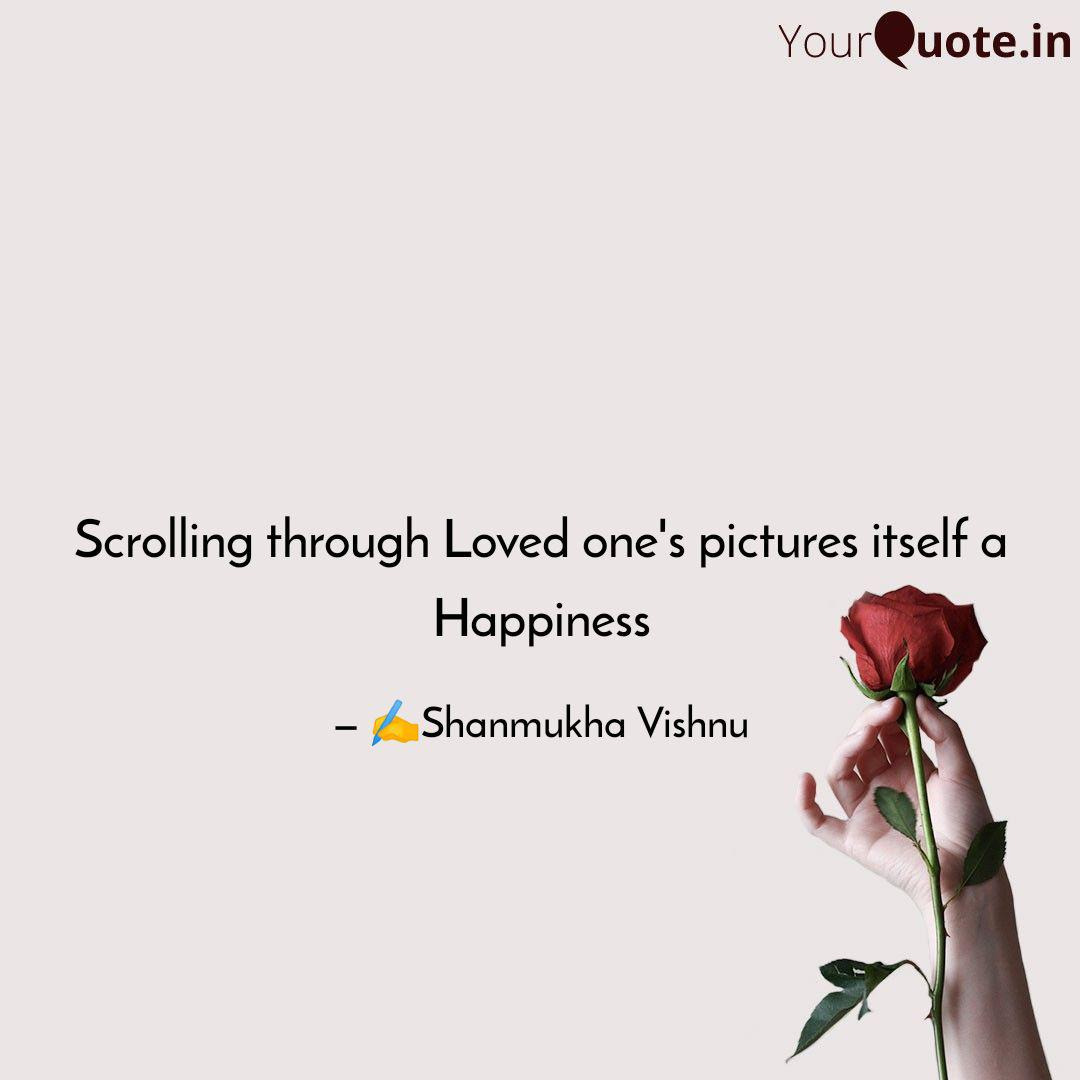 YourQuote.in
Scrolling through Loved one's pictures itself a
Happiness
– ✍Shanmukha Vishnu